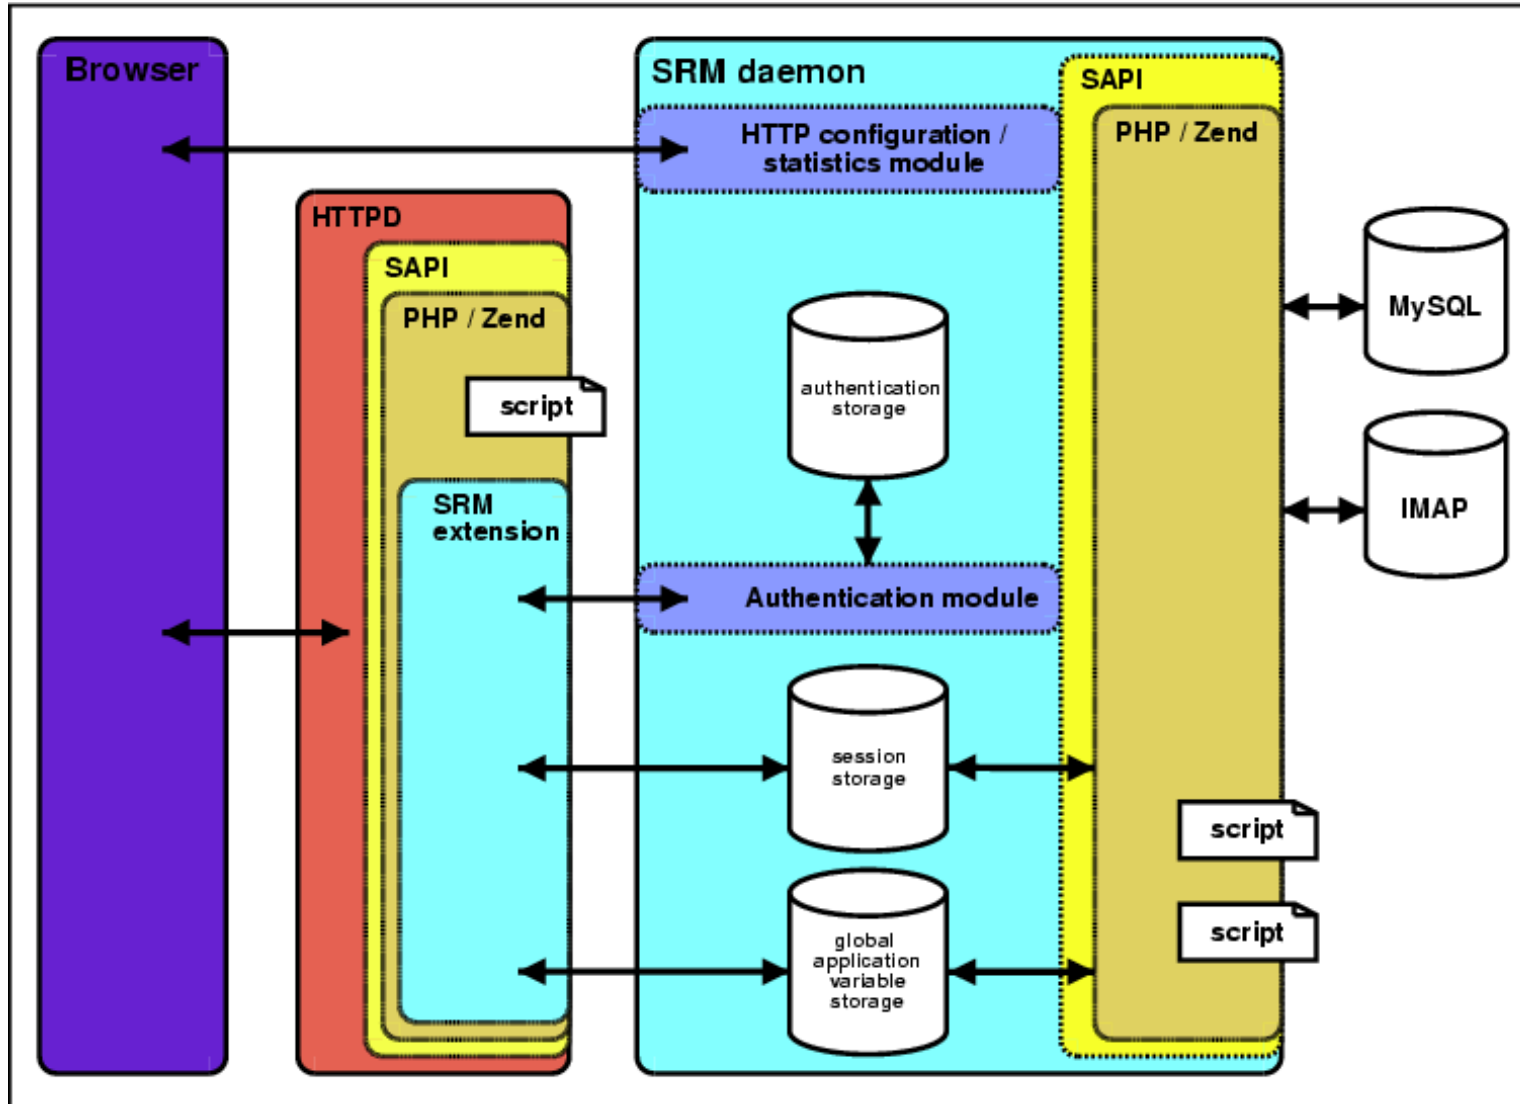 Browser
SRM daemon
SAPI
HTTP configuration /
statistics module
PHP / Zend
HTTPD
SAPI
PHP / Zend
script
SRM
extension
authentication
storage
MySQL
IMAP
Authentication module
session
storage
script
script
global
application
variable
storage